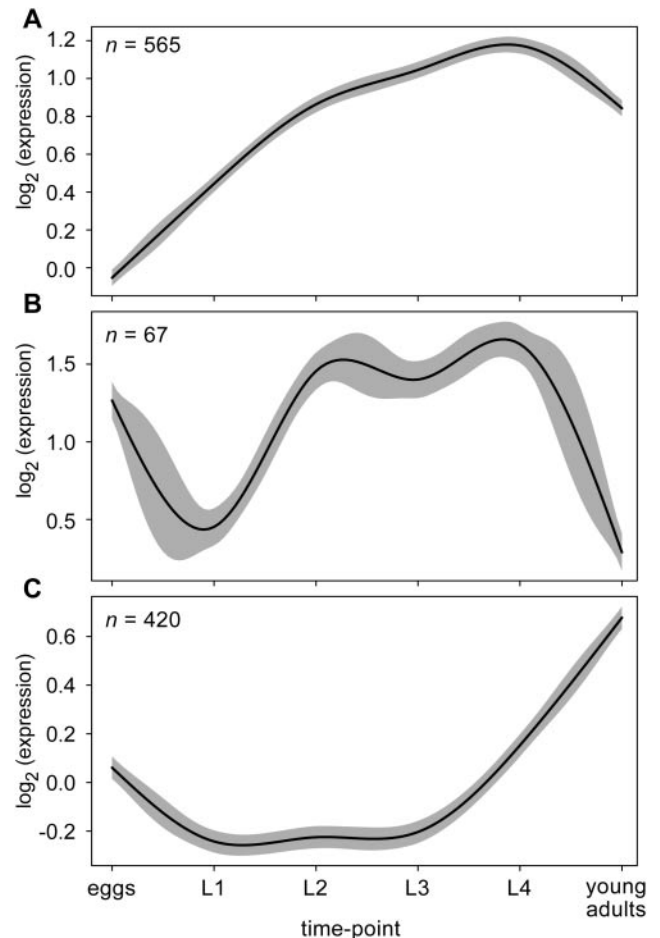 A
n = 565
log2 (expression)
1.2
1.0
0.8
0.6
0.4
0.2
0.0
B
n = 67
log2 (expression)
1.5
1.0
0.5
C
n = 420
log2 (expression)
0.6
0.4
0.2
0.0
-0.2
eggs L1 L2 L3 L4 young
adults
time-point